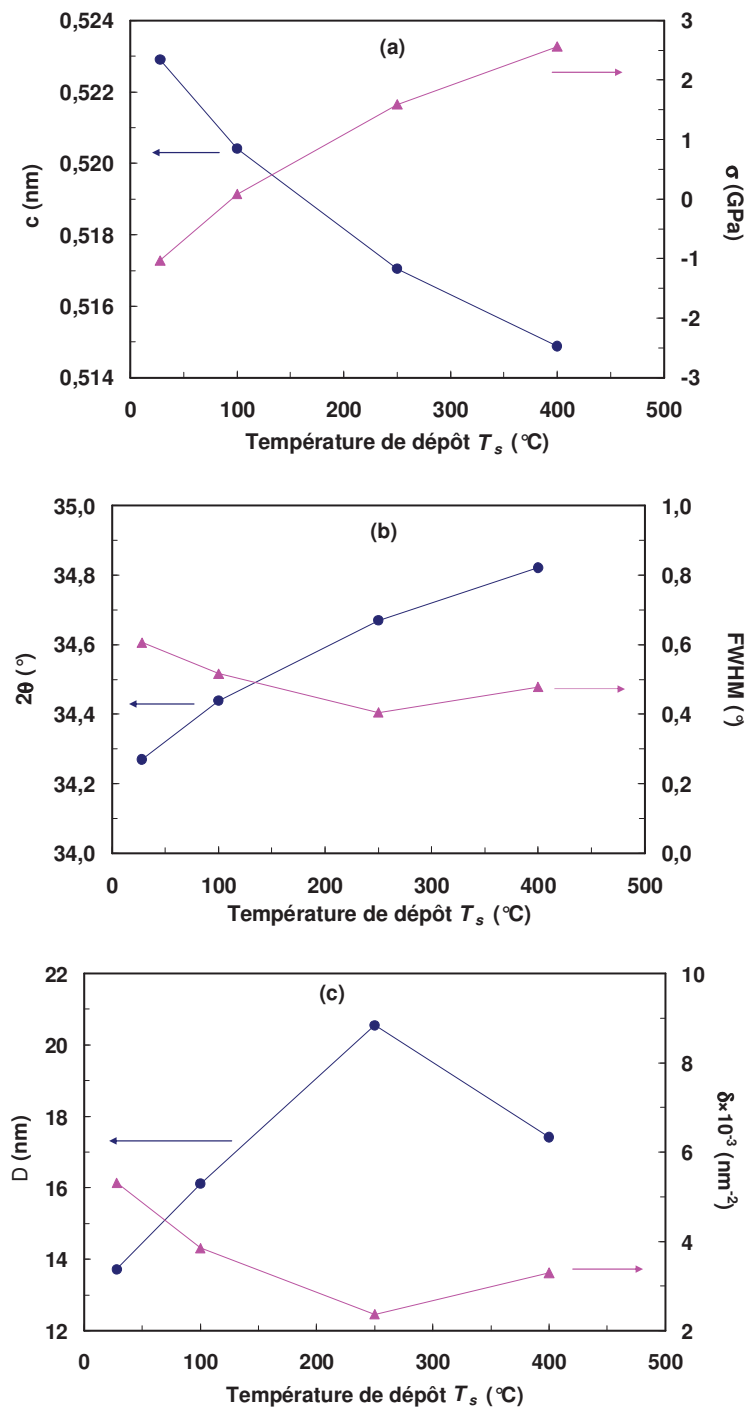 (a)
0,524
0,522
0,520
0,518
0,516
0,514
c (nm)
3
2
1
0
-1
-2
-3
σ (GPa)
0 100 200 300 400 500
Température de dépôt T s (°C)
(b)
35,0
34,8
34,6
34,4
34,2
34,0
2θ (°)
1,0
0,8
0,6
0,4
0,2
0,0
FWHM (°)
0 100 200 300 400 500
Température de dépôt T s (°C)
(c)
22
20
18
16
14
12
D (nm)
10
8
6
4
2
δ×10⁻³ (nm⁻²)
0 100 200 300 400 500
Température de dépôt T s (°C)